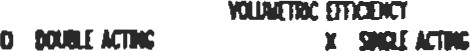 VOLUMETRIC EFFICIENCY
O DOUBLE ACTING X SINGLE ACTING